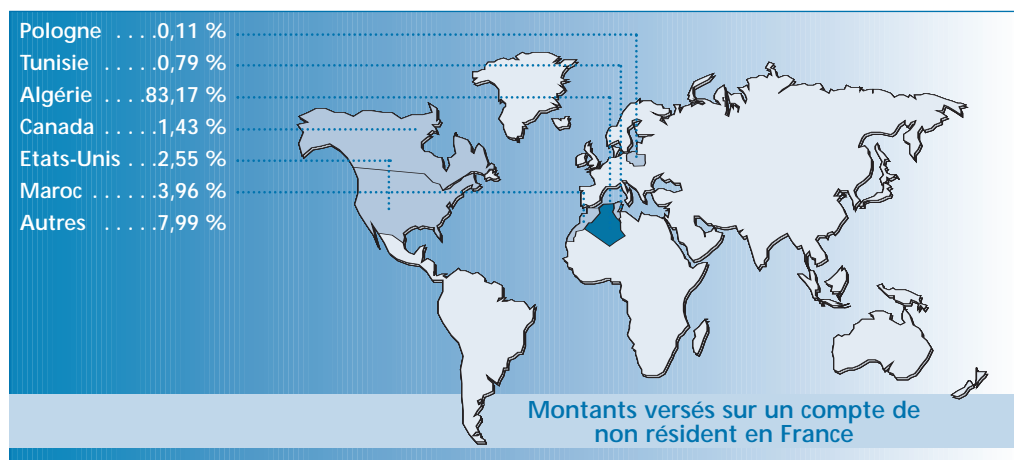 Pologne . . . .0,11 %
Tunisie . . . . .0,79 %
Algérie . . . .83,17 %
Canada . . . . .1,43 %
Etats-Unis . . .2,55 %
Maroc . . . . . .3,96 %
Autres . . . . .7,99 %
Montants versés sur un compte de
non résident en France